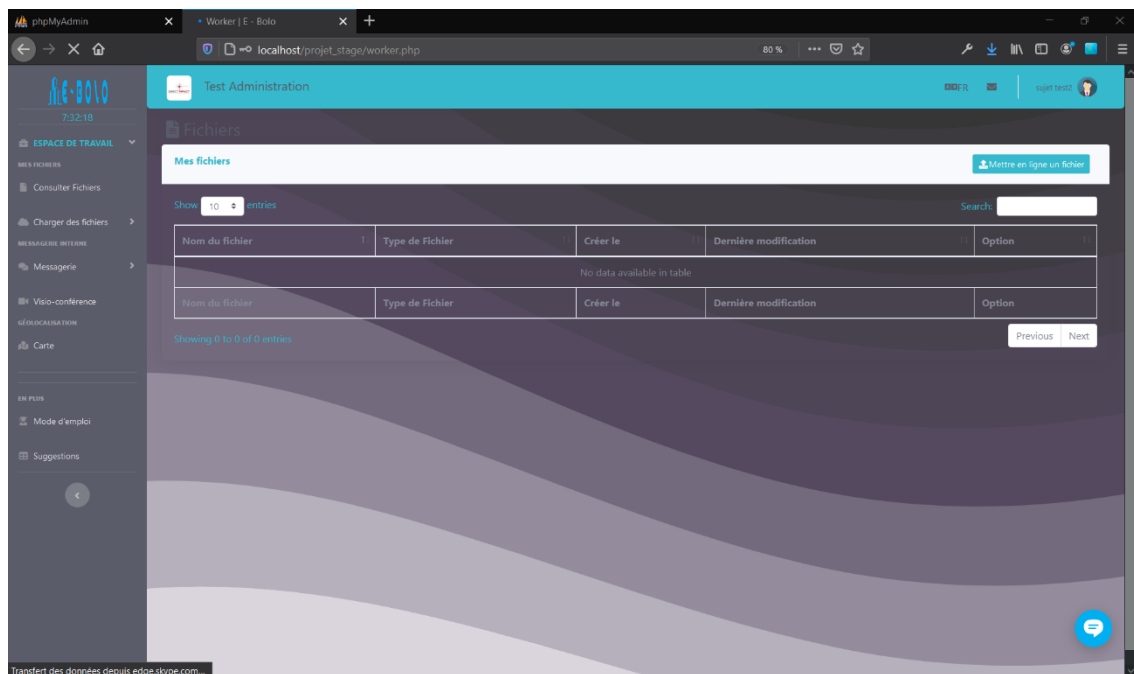 phpMyAdmin
Worker | E - Bolo
localhost/projet_stage/worker.php
80 %
E-BOLO
7:32:18
ESPACE DE TRAVAIL
MES FICHIERS
Consulter Fichiers
Charger des fichiers
MESSAGERIE INTERNE
Messagerie
Visio-conférence
GÉOLOCALISATION
Carte
EN PLUS
Mode d'emploi
Suggestions
Test Administration
FR
sujet test2
Fichiers
Mes fichiers
Mettre en ligne un fichier
Show 10 entries
Search:
Nom du fichier Type de Fichier Créer le Dernière modification Option
No data available in table
Nom du fichier Type de Fichier Créer le Dernière modification Option
Showing 0 to 0 of 0 entries
Previous Next
Transfert des données depuis edge.skype.com...